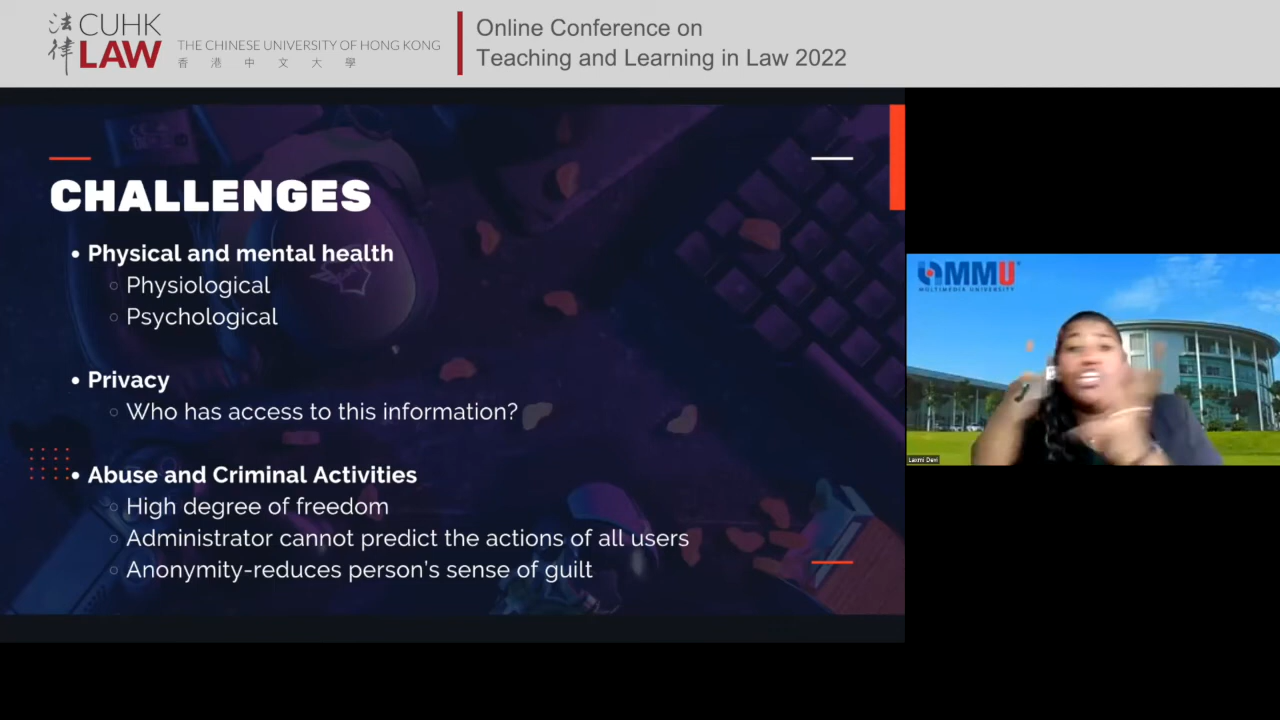 法律
CUHK
LAW
THE CHINESE UNIVERSITY OF HONG KONG
香港中文大學
Online Conference on
Teaching and Learning in Law 2022
CHALLENGES
• Physical and mental health
○ Physiological
○ Psychological
• Privacy
○ Who has access to this information?
• Abuse and Criminal Activities
○ High degree of freedom
○ Administrator cannot predict the actions of all users
○ Anonymity-reduces person's sense of guilt
MMU
MULTIMEDIA UNIVERSITY
Laxmi Devi